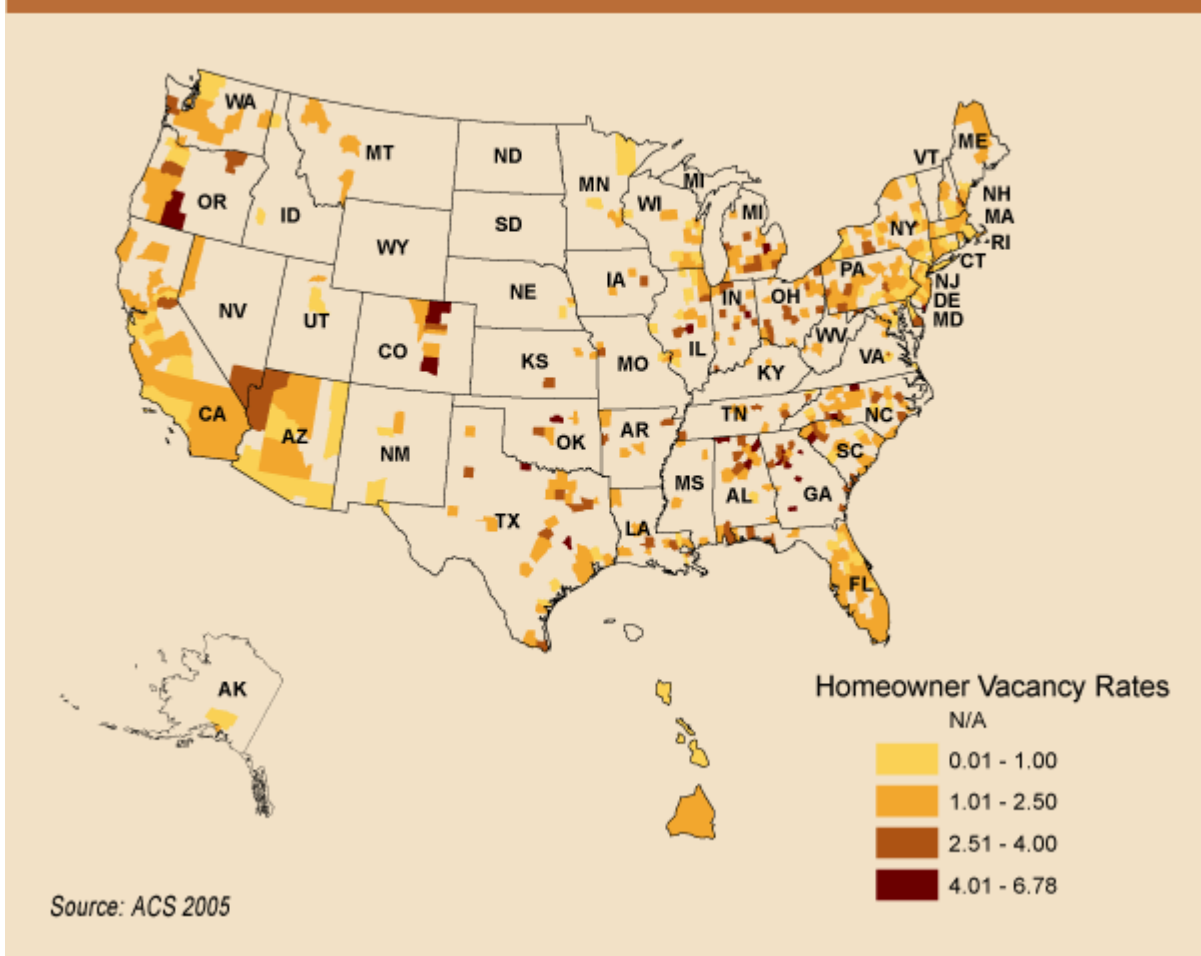 WA
MT
ND
MN
MI
VT
ME
OR
ID
SD
WI
MI
NY
NH
MA
RI
CT
WY
IA
PA
NJ
DE
MD
NV
UT
NE
IN
OH
CO
KS
MO
IL
WV
VA
KY
CA
AZ
NM
OK
AR
TN
NC
SC
MS
AL
GA
TX
LA
FL
AK
Homeowner Vacancy Rates
N/A
0.01 - 1.00
1.01 - 2.50
2.51 - 4.00
4.01 - 6.78
Source: ACS 2005